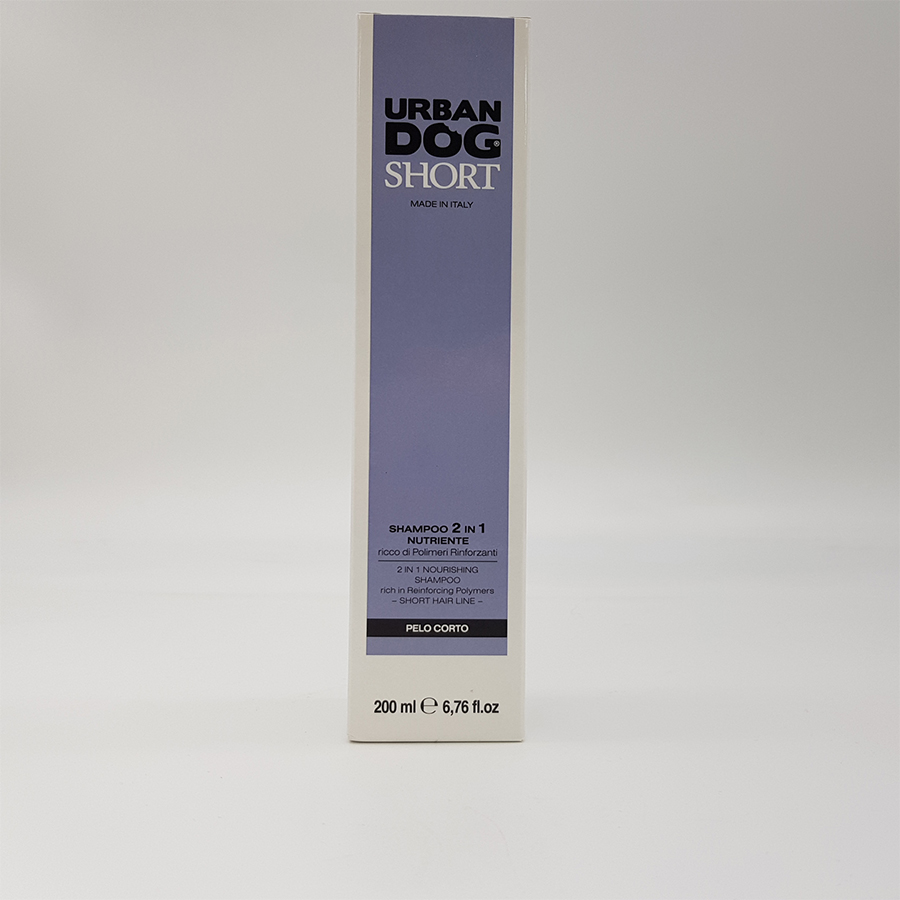 URBAN
DOG®
SHORT
MADE IN ITALY
SHAMPOO 2 IN 1
NUTRIENTE
ricco di Polimeri Rinforzanti
2 IN 1 NOURISHING
SHAMPOO
rich in Reinforcing Polymers
– SHORT HAIR LINE –
PELO CORTO
200 ml ℮ 6,76 fl.oz